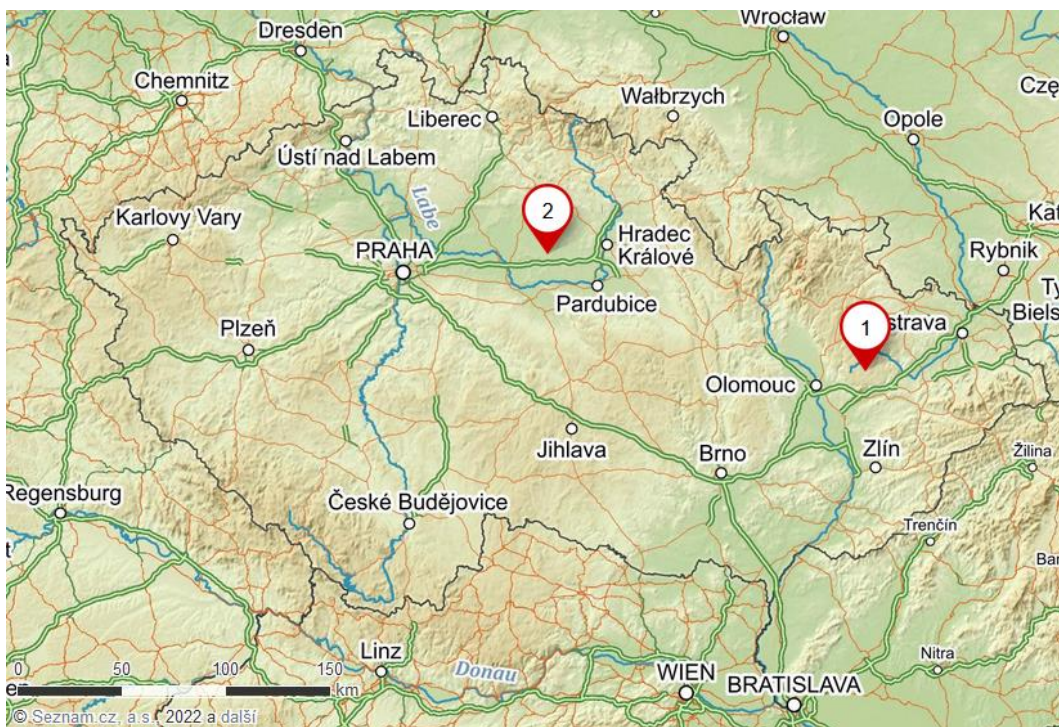 Wrocław
Dresden
Chemnitz
Wałbrzych
Liberec
Opole
Ústí nad Labem
Labe
Karlovy Vary
2
Hradec
Králové
PRAHA
Rybnik
Pardubice
Plzeň
1
strava
Olomouc
Jihlava
Brno
Zlín
Žilina
Regensburg
České Budějovice
Trenčín
Linz
Donau
WIEN
Nitra
BRATISLAVA
0 50 100 150
km
© Seznam.cz, a.s., 2022 a další